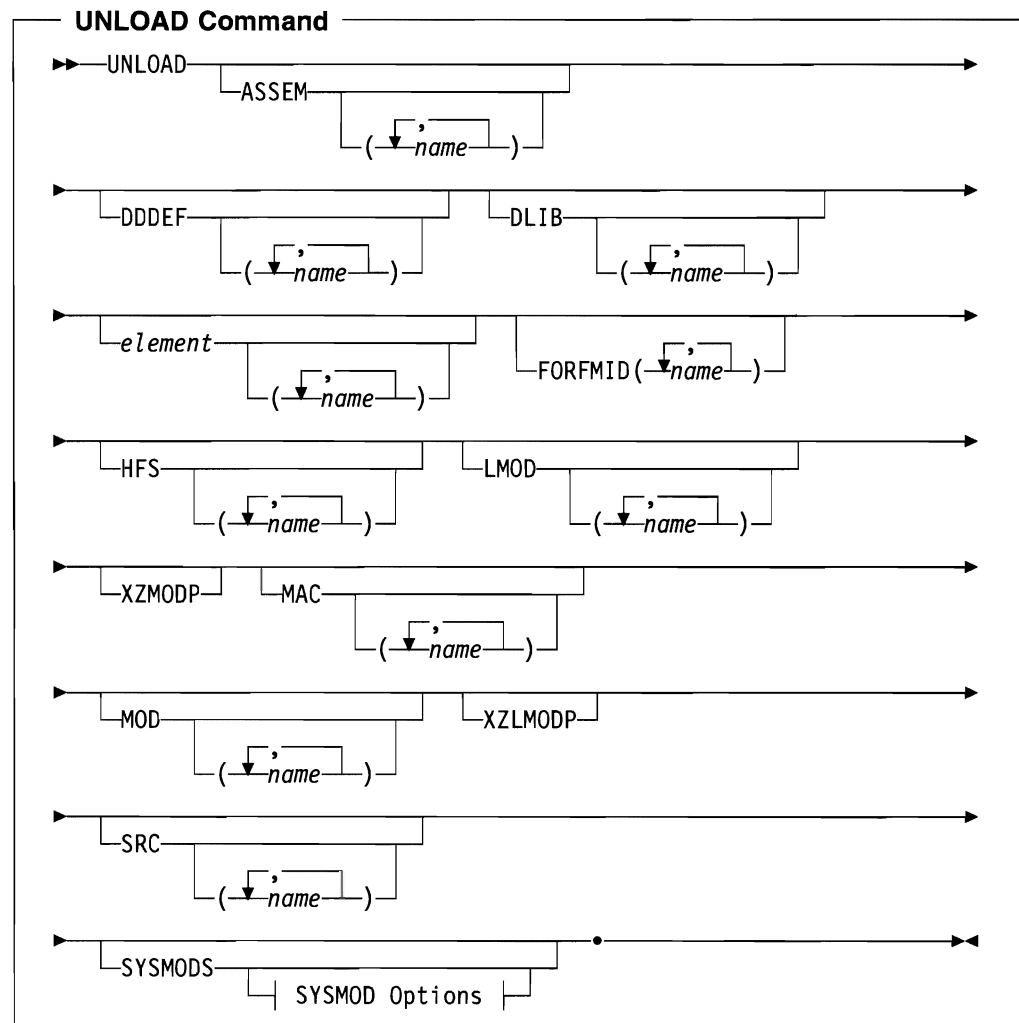 UNLOAD Command
UNLOAD
ASSEM
,
( name )
DDDEF DLIB
, ,
( name ) ( name )
element
, ,
( name ) FORFMID( name )
HFS LMOD
, ,
( name ) ( name )
XZMODP MAC
,
( name )
MOD XZLMODP
,
( name )
SRC
,
( name )
SYSMODS
SYSMOD Options